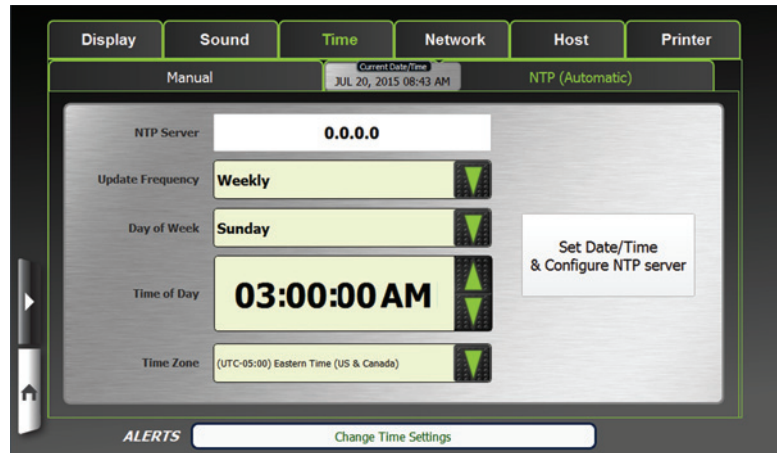 Display Sound Time Network Host Printer
Manual Current Date/Time NTP (Automatic)
JUL 20, 2015 08:43 AM
NTP Server 0.0.0.0
Update Frequency Weekly
Day of Week Sunday
Set Date/Time
& Configure NTP server
Time of Day 03:00:00 AM
Time Zone (UTC-05:00) Eastern Time (US & Canada)
ALERTS Change Time Settings